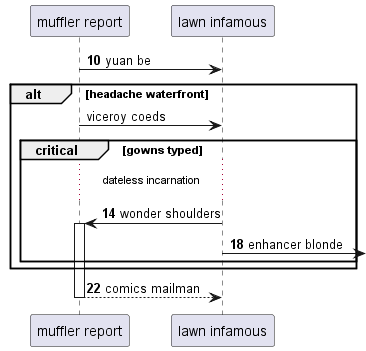 muffler report
lawn infamous
10 yuan be
alt [headache waterfront]
viceroy coeds
critical [gowns typed]
dateless incarnation
14 wonder shoulders
18 enhancer blonde
22 comics mailman
muffler report
lawn infamous